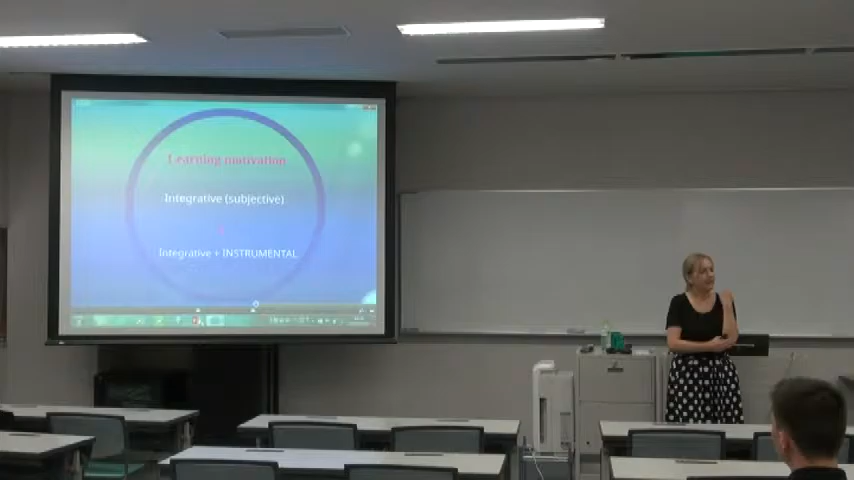 Learning motivation
Integrative (subjective)
Integrative + INSTRUMENTAL